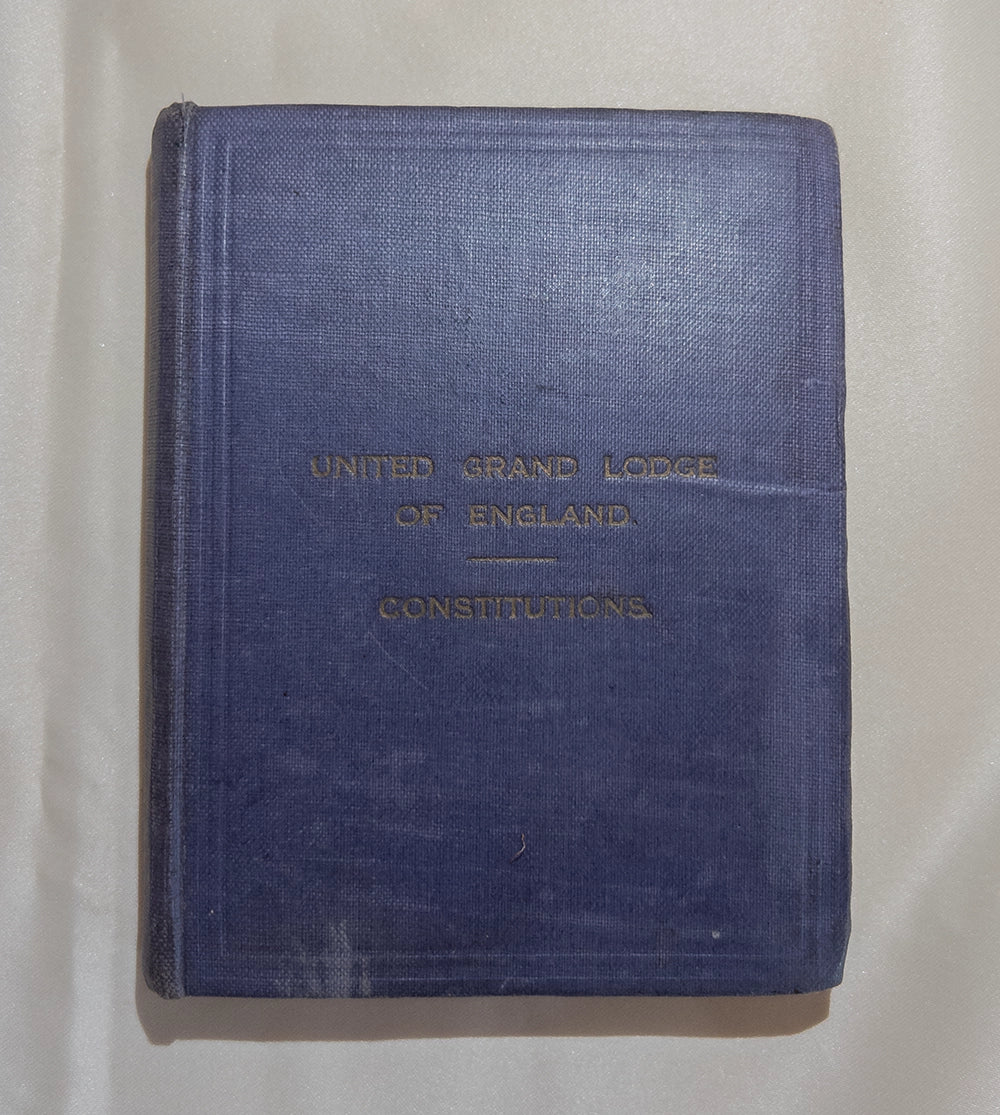 UNITED GRAND LODGE
OF ENGLAND.
CONSTITUTIONS.